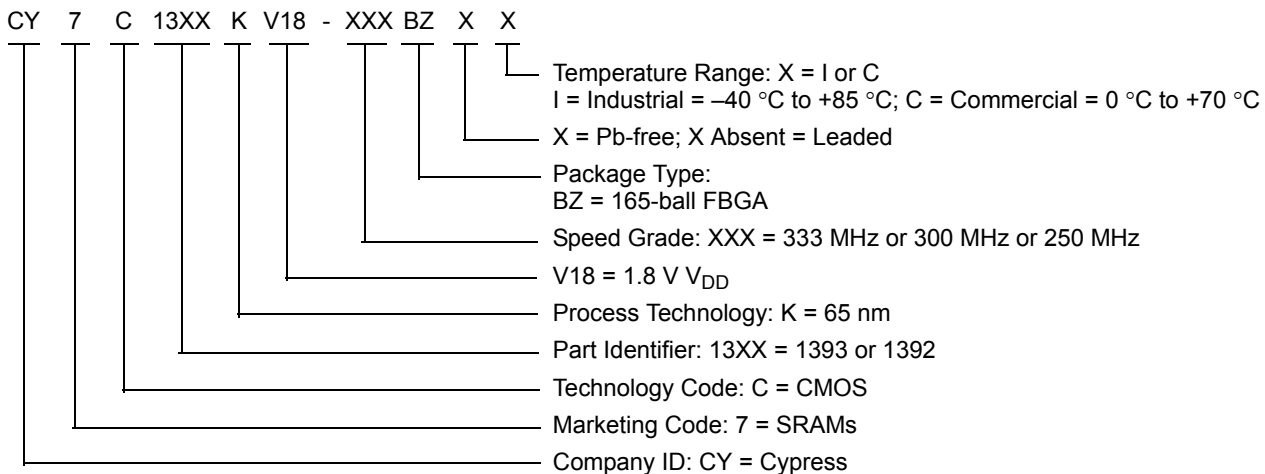 CY 7 C 13XX K V18 - XXX BZ X X
Temperature Range: X = I or C
I = Industrial = –40 °C to +85 °C; C = Commercial = 0 °C to +70 °C
X = Pb-free; X Absent = Leaded
Package Type:
BZ = 165-ball FBGA
Speed Grade: XXX = 333 MHz or 300 MHz or 250 MHz
V18 = 1.8 V VDD
Process Technology: K = 65 nm
Part Identifier: 13XX = 1393 or 1392
Technology Code: C = CMOS
Marketing Code: 7 = SRAMs
Company ID: CY = Cypress